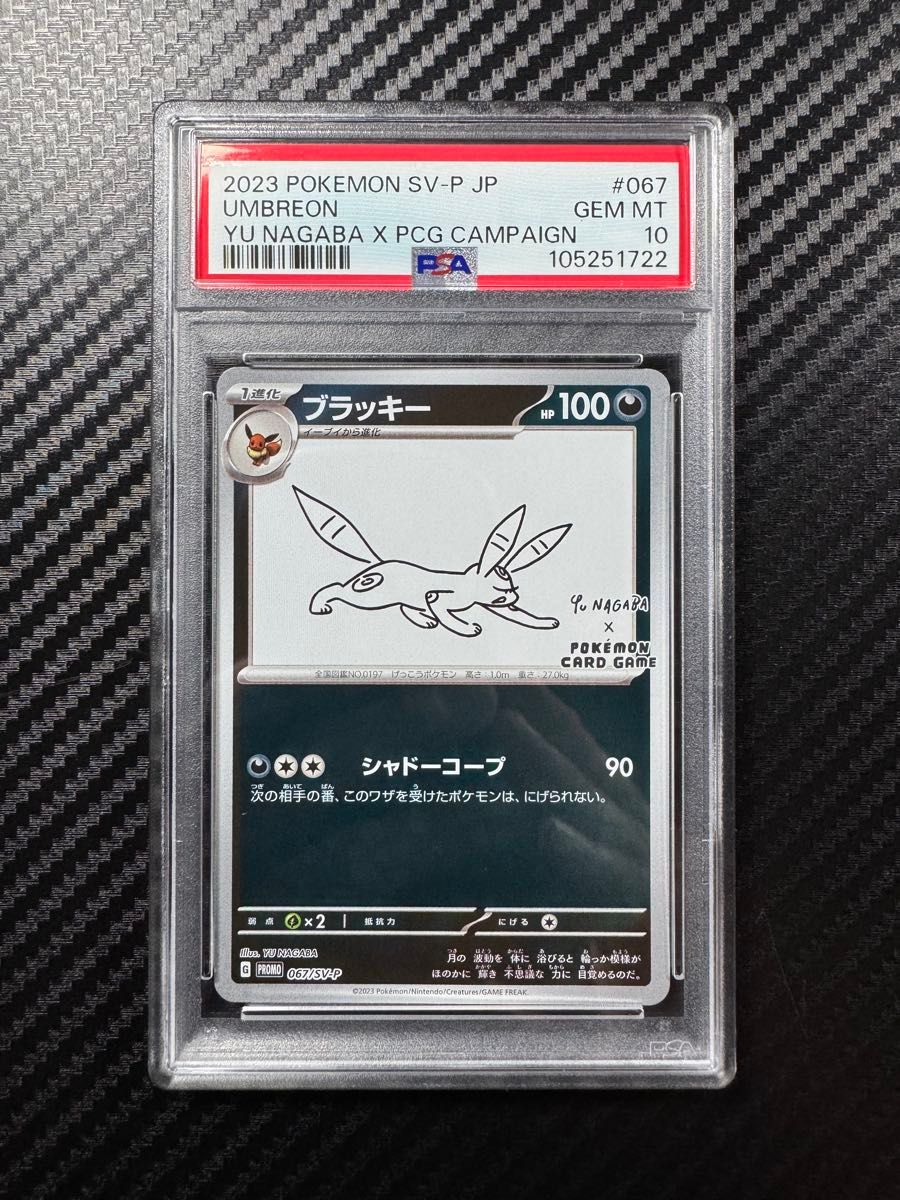 2023 POKEMON SV-P JP #067
UMBREON GEM MT
YU NAGABA X PCG CAMPAIGN 10
PSA 105251722
1進化
ブラッキー HP 100
イーブイから進化
YU NAGABA
×
POKÉMON
CARD GAME
全国図鑑NO.0197 げっこうポケモン 高さ:1.0m 重さ:27.0kg
シャドーコープ 90
次の相手の番、このワザを受けたポケモンは、にげられない。
弱点 ×2 抵抗力 にげる
Illus. YU NAGABA
月の波動を体に浴びると輪っか模様が
ほのかに輝き不思議な力に目覚めるのだ。
G PROMO 067/SV-P
©2023 Pokémon/Nintendo/Creatures/GAME FREAK.
PSA